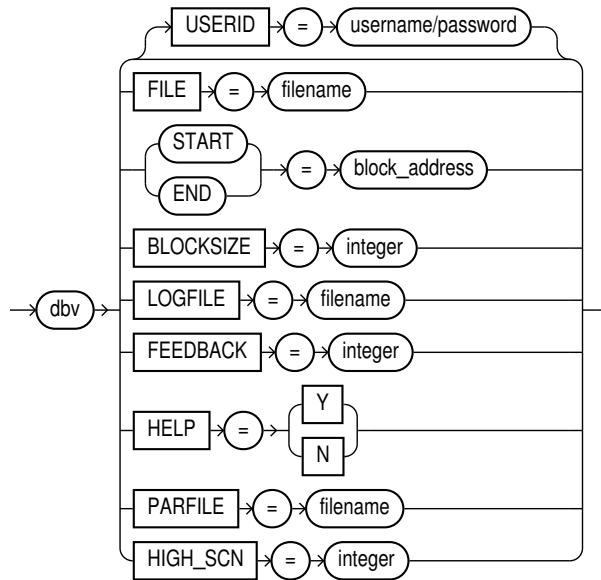 USERID = username/password
FILE = filename
START
= block_address
END
BLOCKSIZE = integer
dbv LOGFILE = filename
FEEDBACK = integer
Y
HELP =
N
PARFILE = filename
HIGH_SCN = integer